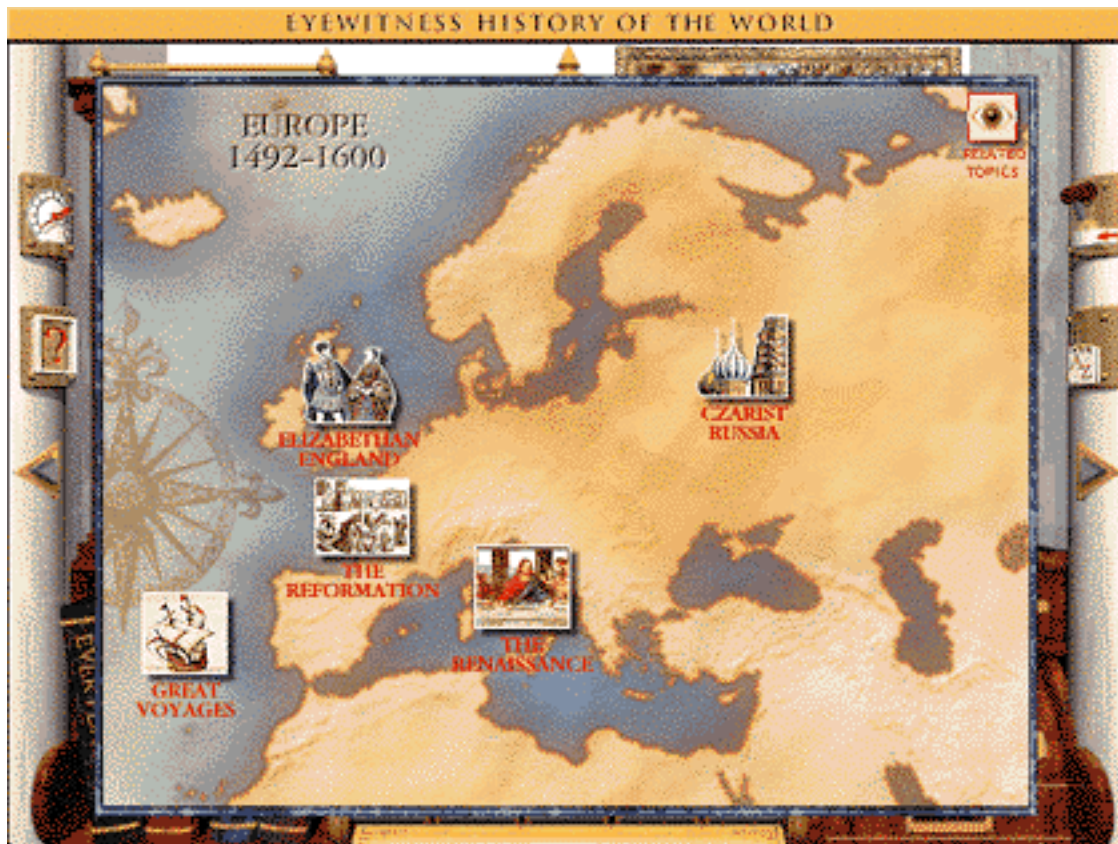 EYEWITNESS HISTORY OF THE WORLD
EUROPE
1492-1600
RELATED
TOPICS
?
CZARIST
RUSSIA
ELIZABETHAN
ENGLAND
THE
REFORMATION
THE
RENAISSANCE
GREAT
VOYAGES